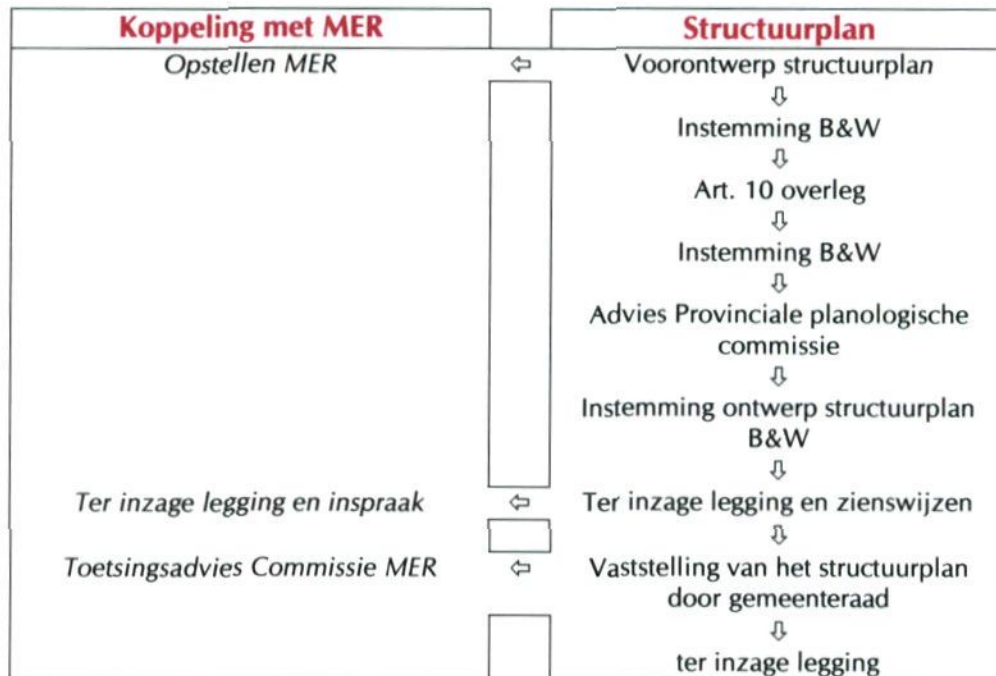 Koppeling met MER Structuurplan
Opstellen MER ⇦ Voorontwerp structuurplan
⇩
Instemming B&W
⇩
Art. 10 overleg
⇩
Instemming B&W
⇩
Advies Provinciale planologische
commissie
⇩
Instemming ontwerp structuurplan
B&W
⇩
Ter inzage legging en inspraak ⇦ Ter inzage legging en zienswijzen
⇩
Toetsingsadvies Commissie MER ⇦ Vaststelling van het structuurplan
door gemeenteraad
⇩
ter inzage legging